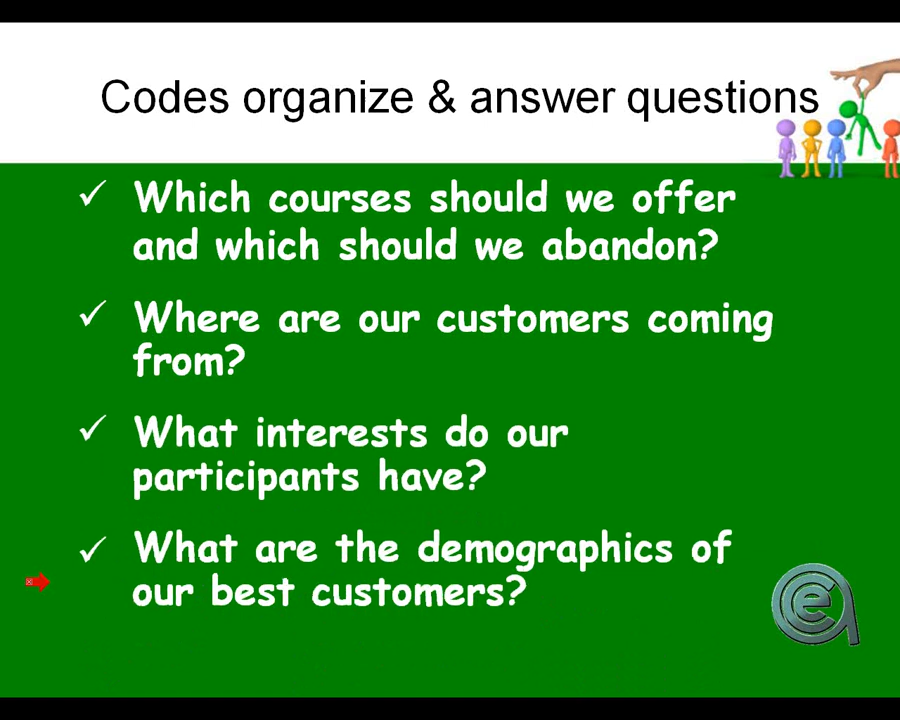 Codes organize & answer questions
✓ Which courses should we offer
and which should we abandon?
✓ Where are our customers coming
from?
✓ What interests do our
participants have?
✓ What are the demographics of
our best customers?